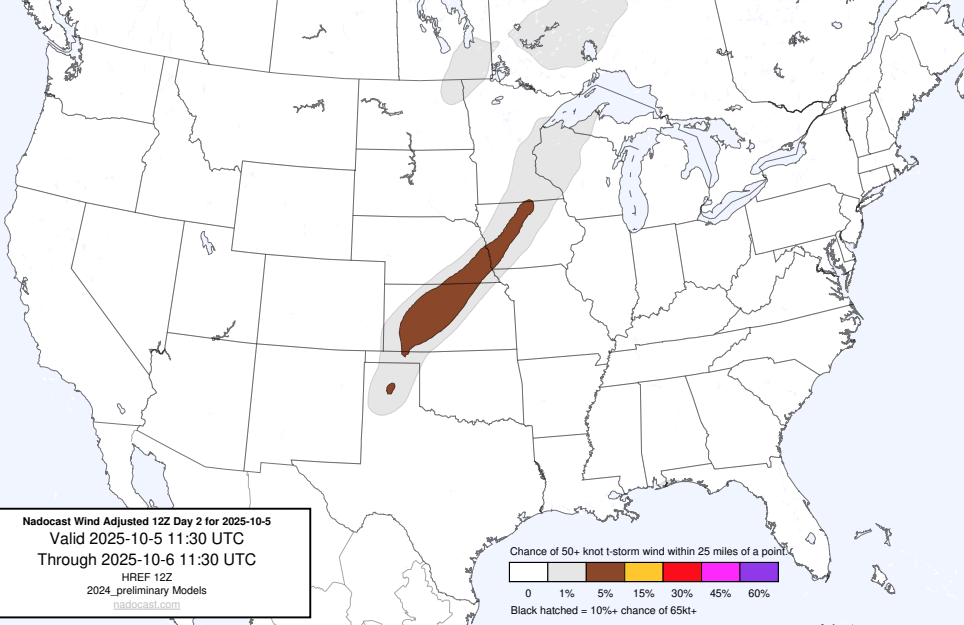 Nadocast Wind Adjusted 12Z Day 2 for 2025-10-5
Valid 2025-10-5 11:30 UTC
Through 2025-10-6 11:30 UTC
HREF 12Z
2024_preliminary Models
nadocast.com
Chance of 50+ knot t-storm wind within 25 miles of a point.
0 1% 5% 15% 30% 45% 60%
Black hatched = 10%+ chance of 65kt+